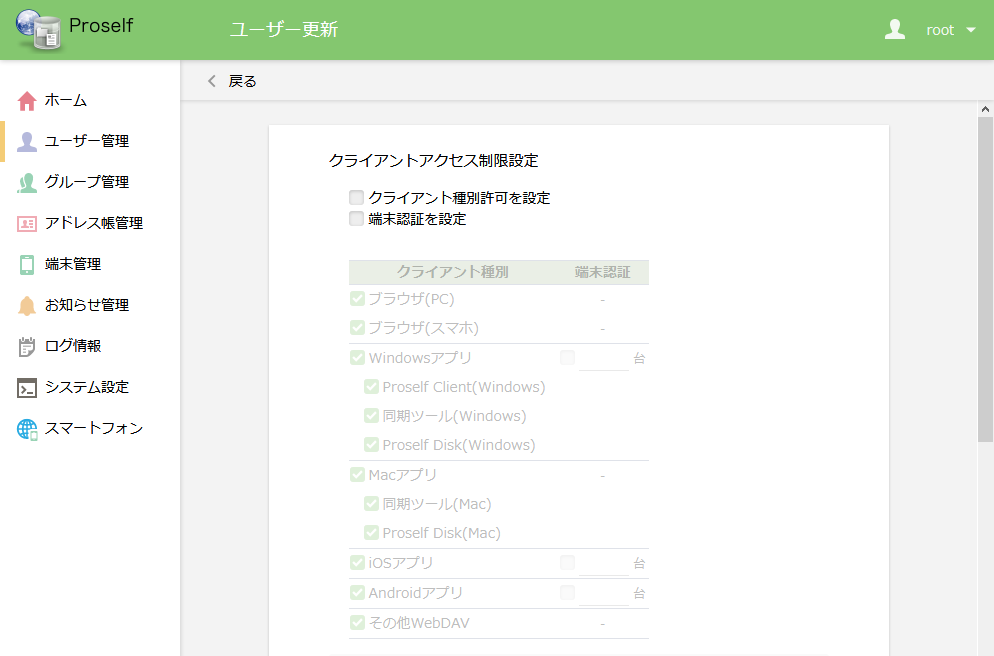 Proself
ユーザー更新
root
戻る
ホーム
ユーザー管理
グループ管理
アドレス帳管理
端末管理
お知らせ管理
ログ情報
システム設定
スマートフォン
クライアントアクセス制限設定
クライアント種別許可を設定
端末認証を設定
クライアント種別 端末認証
ブラウザ(PC) -
ブラウザ(スマホ) -
Windowsアプリ 台
Proself Client(Windows)
同期ツール(Windows)
Proself Disk(Windows)
Macアプリ -
同期ツール(Mac)
Proself Disk(Mac)
iOSアプリ 台
Androidアプリ 台
その他WebDAV -